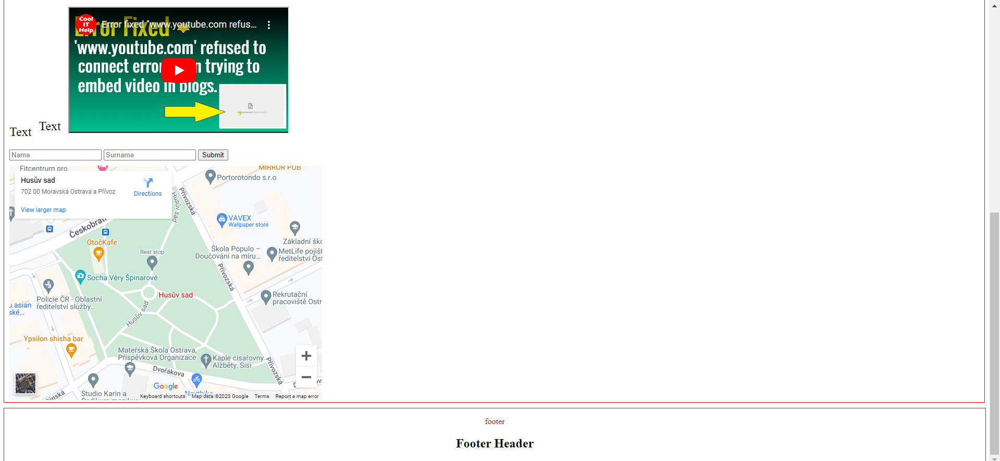 Cool
IT
Help
Error fixed "www.youtube.com refus...
Error Fixed
'www.youtube.com' refused to
connect error n trying to
embed video in blogs.
Text
Text
Name
Surname
Submit
Fitcentrum pro
MIRROR PUB
Husův sad
702 00 Moravská Ostrava a Přívoz
Directions
View larger map
Portorotondo s.r.o
Přívozská
Husův sad
VAVEX
Wallpaper store
Českobrat
OtočKafe
Rest stop
Základní ško
Škola Populo –
Doučování na míru...
MetLife pojišt
ředitelství Ost
Přívozská
Socha Věry Špinarové
Husův sad
Policie ČR - Oblastní
ředitelství služby...
Rekrutační
pracoviště Ostr
u asian
ské...
Husův sad
Ypsilon shisha bar
Mateřská Škola Ostrava,
Příspěvková Organizace
Kaple císařovny
Alžběty, Sisi
Přívozská
Dvořákova
Studio Karin a
Google
Nextbike
Keyboard shortcuts
Map data ©2023 Google
Terms
Report a map error
footer
Footer Header